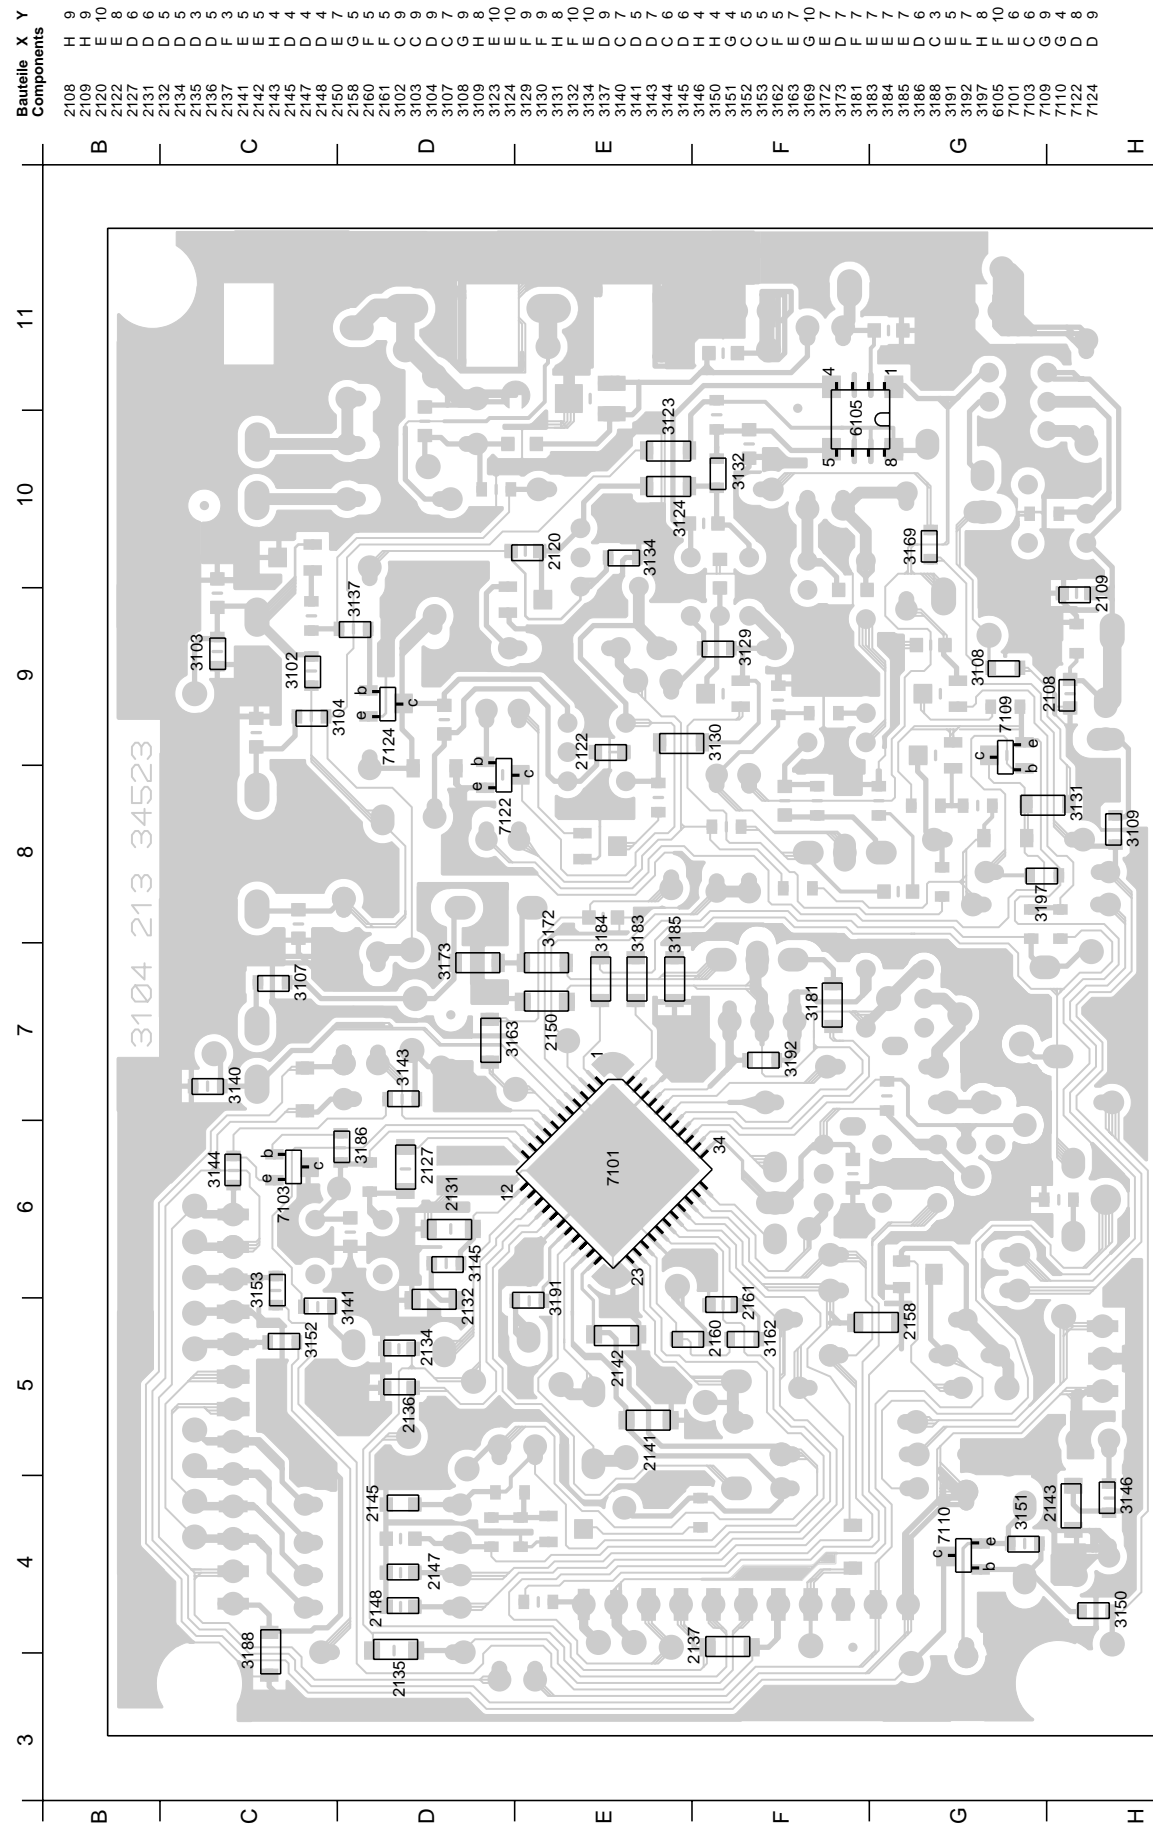 Bauteile X Y
Components
2108 H 9
2109 H 9
2120 E 10
2122 E 8
2127 D 6
2131 D 6
2132 D 5
2134 D 5
2135 D 3
2136 D 5
2137 F 3
2141 E 5
2142 E 5
2143 H 4
2145 D 4
2147 D 4
2148 D 4
2150 E 7
2158 G 5
2160 F 5
2161 F 5
3102 C 9
3103 C 9
3104 D 9
3107 C 7
3108 G 9
3109 H 8
3123 E 10
3124 E 10
3129 F 9
3130 F 9
3131 H 8
3132 F 10
3134 E 10
3137 D 9
3140 C 7
3141 D 5
3143 D 7
3144 C 6
3145 D 6
3146 H 4
3150 H 4
3151 G 4
3152 C 5
3153 C 5
3162 F 5
3163 E 7
3169 G 10
3172 E 7
3173 D 7
3181 F 7
3183 E 7
3184 E 7
3185 E 7
3186 D 6
3188 C 3
3191 E 5
3192 F 7
3197 H 8
6105 F 10
7101 E 6
7103 C 6
7109 G 9
7110 G 4
7122 D 8
7124 D 9
3 4 5 6 7 8 9 10 11
B
C
D
E
F
G
H
3104 213 34523
3103
3102
3104
3137
b
e
c
7124
b
e
c
7122
2120
3134
3123
3124
3132
4
1
6105
5
8
3169
3129
3130
2122
2109
3108
2108
7109
c
e
b
3131
3109
3197
3107
3140
3143
3173
3172
3163
2150
3184
3183
3185
3181
3192
3144
b
e
c
7103
3186
2127
2131
3145
2132
3153
3141
3152
2134
2136
3191
1
12
7101
34
23
2142
2141
2160
2161
3162
2158
2145
2147
2148
2135
3188
2137
7110
c
e
b
3151
2143
3146
3150
B
C
D
E
F
G
H